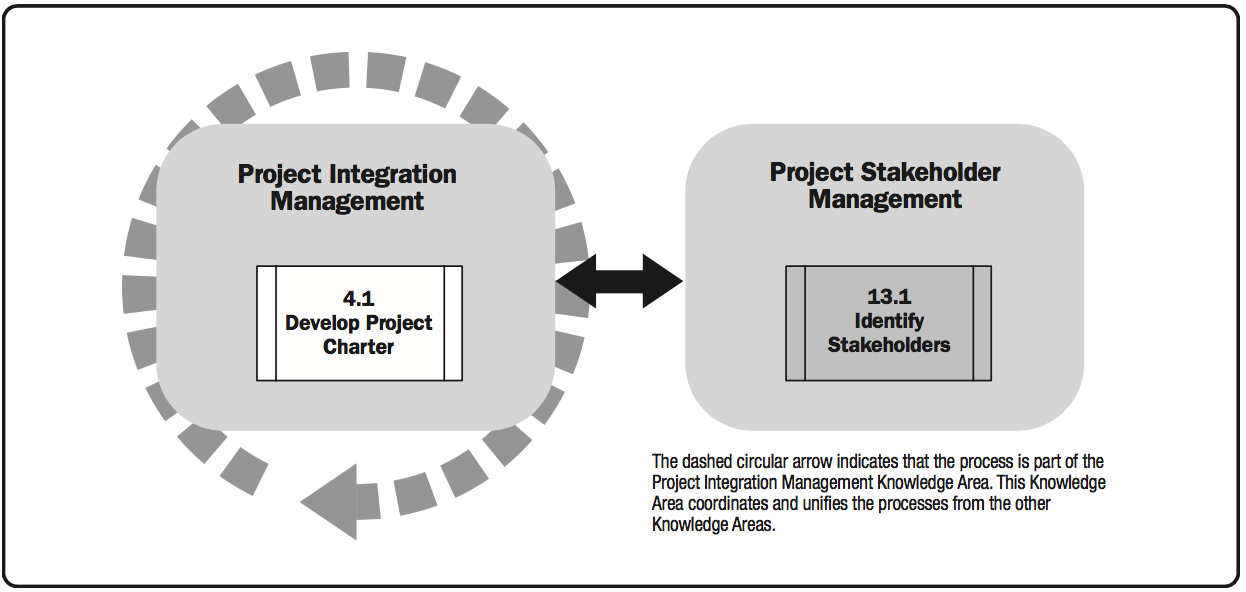 Project Integration
Management
4.1
Develop Project
Charter
Project Stakeholder
Management
13.1
Identify
Stakeholders
The dashed circular arrow indicates that the process is part of the
Project Integration Management Knowledge Area. This Knowledge
Area coordinates and unifies the processes from the other
Knowledge Areas.